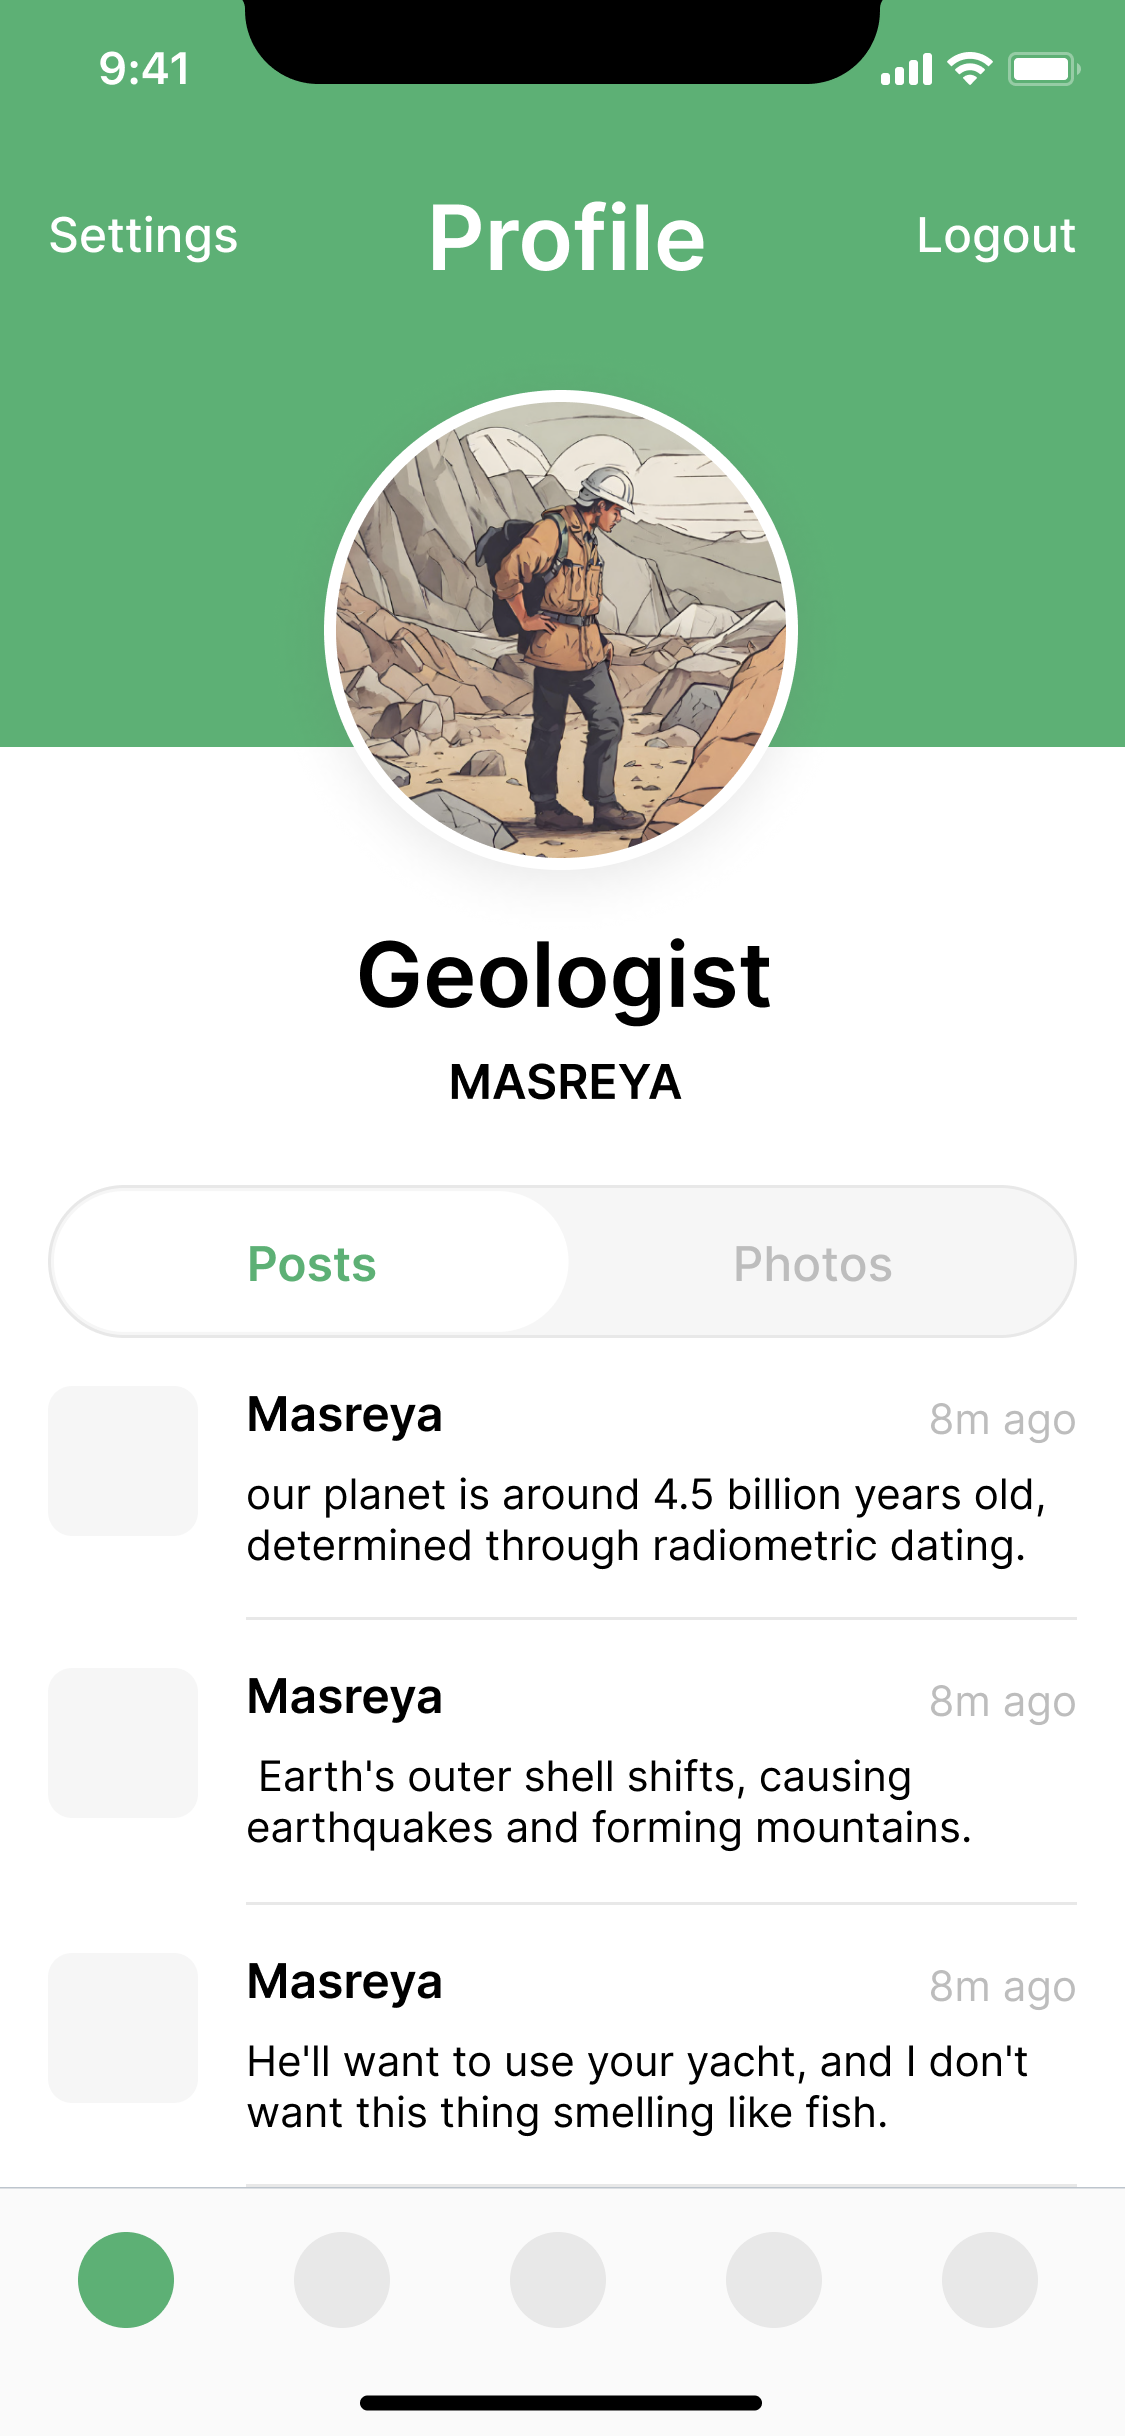 9:41
Settings
Profile
Logout
Geologist
MASREYA
Posts
Photos
Masreya
8m ago
our planet is around 4.5 billion years old,
determined through radiometric dating.
Masreya
8m ago
Earth's outer shell shifts, causing
earthquakes and forming mountains.
Masreya
8m ago
He'll want to use your yacht, and I don't
want this thing smelling like fish.